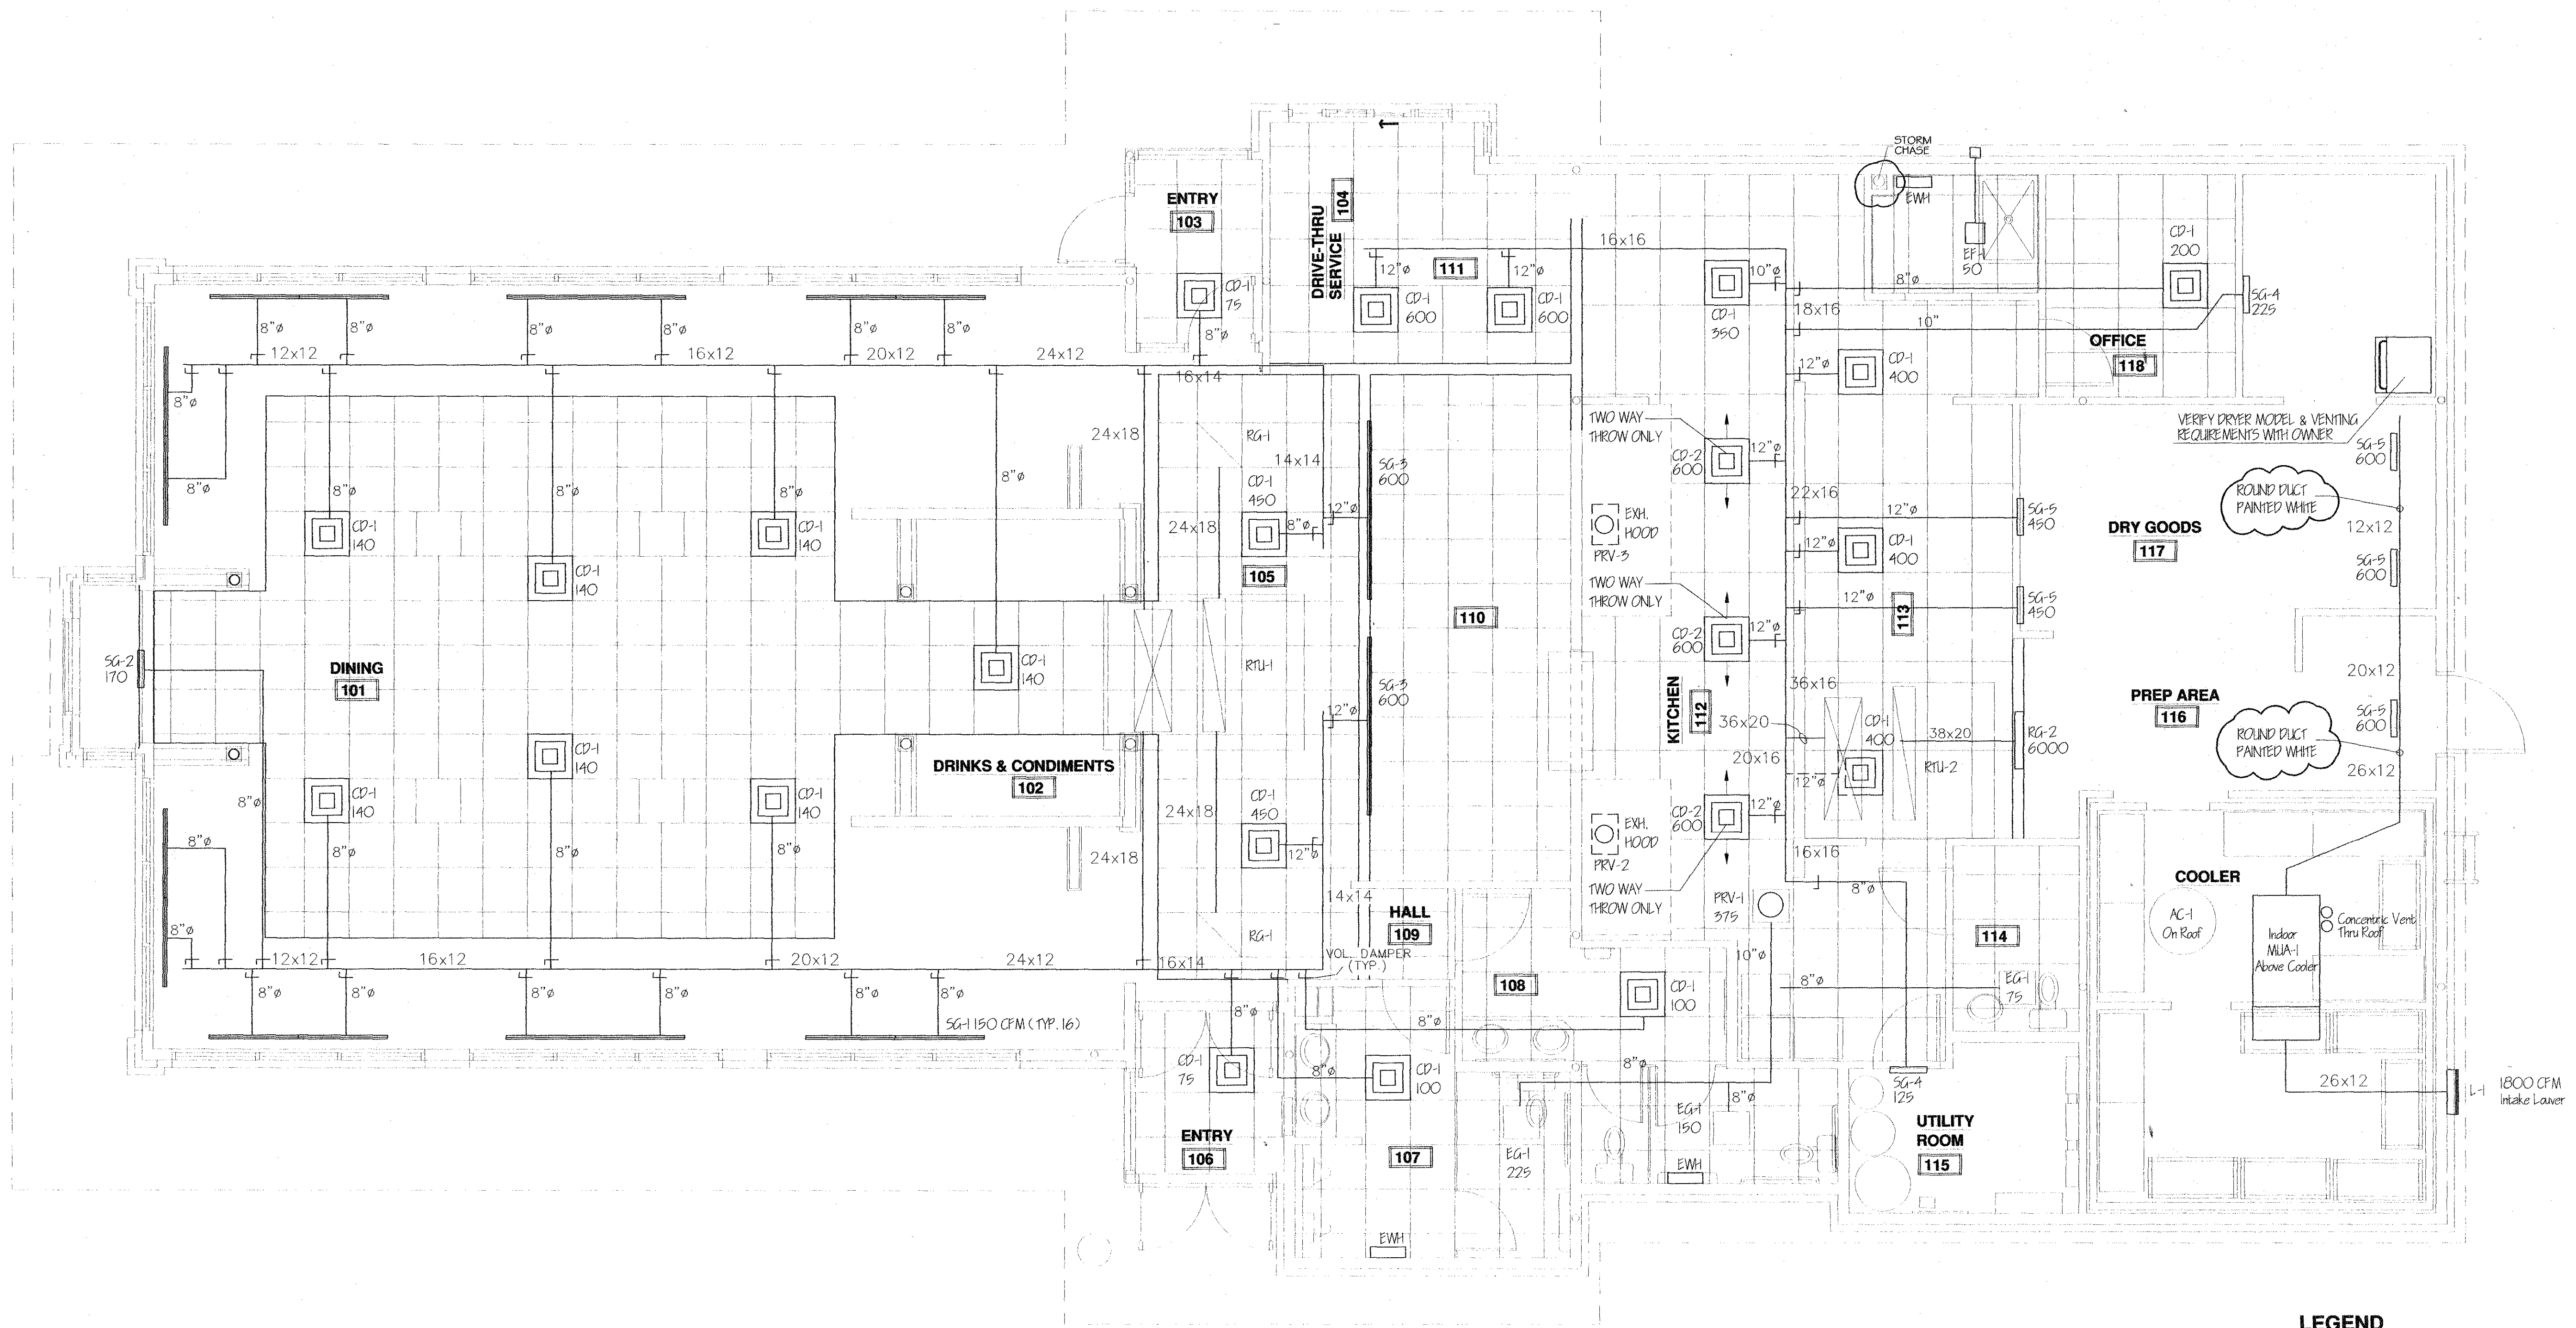 STORM
CHASE
EWH
ENTRY
103
DRIVE-THRU
SERVICE
104
16x16
CD-1
200
EF-1
50
8"ø
12"ø
111
12"ø
10"ø
CD-1
75
CD-1
600
CD-1
600
CD-1
350
18x16
SG-4
225
10"
8"ø
8"ø
8"ø
8"ø
8"ø
8"ø
8"ø
12x12
16x12
20x12
24x12
16x14
OFFICE
118
12"ø
CD-1
400
8"ø
8"ø
VERIFY DRYER MODEL & VENTING
REQUIREMENTS WITH OWNER
TWO WAY
THROW ONLY
24x18
RG-1
14x14
SG-3
600
CD-2
600
12"ø
SG-5
600
8"ø
8"ø
8"ø
8"ø
CD-1
450
22x16
ROUND DUCT
PAINTED WHITE
12"ø
12"ø
SG-5
450
CD-1
140
CD-1
140
24x18
8"ø
EXH.
HOOD
PRV-3
DRY GOODS
117
12x12
12"ø
CD-1
400
CD-1
140
105
SG-5
600
TWO WAY
THROW ONLY
12"ø
113
SG-5
450
110
CD-2
600
12"ø
SG-2
170
DINING
101
CD-1
140
RTU-1
SG-3
600
12"ø
KITCHEN
112
36x16
20x12
PREP AREA
116
36x20
CD-1
400
38x20
RG-2
6000
SG-5
600
20x16
RTU-2
ROUND DUCT
PAINTED WHITE
26x12
CD-1
140
DRINKS & CONDIMENTS
102
12"ø
CD-1
140
CD-1
140
8"ø
CD-1
450
24x18
CD-2
600
12"ø
EXH.
HOOD
PRV-2
8"ø
8"ø
8"ø
8"ø
24x18
12"ø
16x16
TWO WAY
THROW ONLY
8"ø
COOLER
14x14
HALL
109
PRV-1
375
AC-1
On Roof
Concentric Vent
Thru Roof
Indoor
MUA-1
Above Cooler
8"ø
RG-1
114
12x12
16x12
20x12
24x12
16x14
VOL. DAMPER
(TYP.)
10"ø
108
8"ø
EG-1
75
8"ø
8"ø
8"ø
8"ø
8"ø
8"ø
8"ø
CD-1
100
SG-1 150 CFM (TYP. 16)
8"ø
CD-1
75
8"ø
CD-1
100
8"ø
SG-4
125
26x12
L-1
1800 CFM
Intake Louver
8"ø
EG-1
150
ENTRY
106
107
EG-1
225
EWH
UTILITY
ROOM
115
EWH
LEGEND